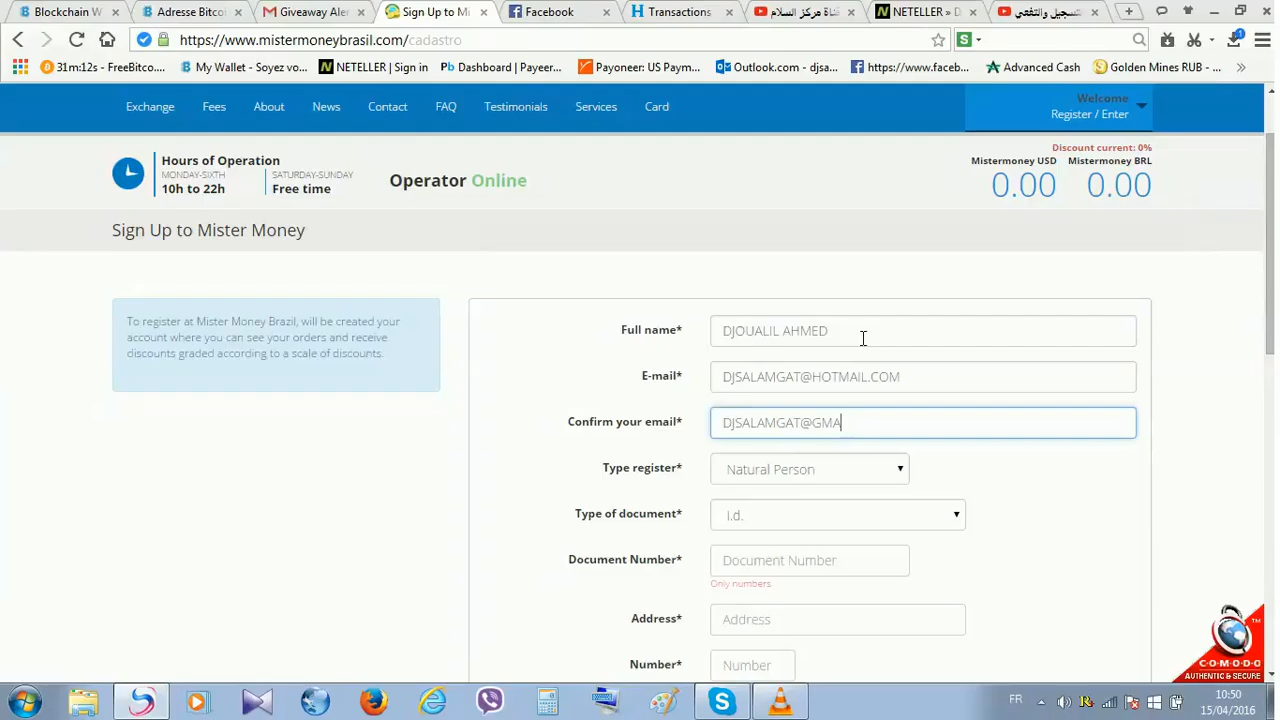 Blockchain W
Adresse Bitcoi
Giveaway Aler
Sign Up to Mi
Facebook
Transactions
قناة مركز السلام
NETELLER » D
التسجيل والتفعي
https://www.mistermoneybrasil.com/cadastro
31m:12s - FreeBitco...
My Wallet - Soyez vo...
NETELLER | Sign in
Dashboard | Payeer...
Payoneer: US Paym...
Outlook.com - djsa...
https://www.faceb...
Advanced Cash
Golden Mines RUB - ...
Exchange
Fees
About
News
Contact
FAQ
Testimonials
Services
Card
Welcome
Register / Enter
Hours of Operation
MONDAY-SIXTH
10h to 22h
SATURDAY-SUNDAY
Free time
Operator Online
Discount current: 0%
Mistermoney USD
Mistermoney BRL
0.00
0.00
Sign Up to Mister Money
To register at Mister Money Brazil, will be created your
account where you can see your orders and receive
discounts graded according to a scale of discounts.
Full name*
DJOUALIL AHMED
E-mail*
DJSALAMGAT@HOTMAIL.COM
Confirm your email*
DJSALAMGAT@GMA
Type register*
Natural Person
Type of document*
I.d.
Document Number*
Document Number
Only numbers
Address*
Address
Number*
Number
C·O·M·O·D·O
AUTHENTIC & SECURE
TM
FR
10:50
15/04/2016